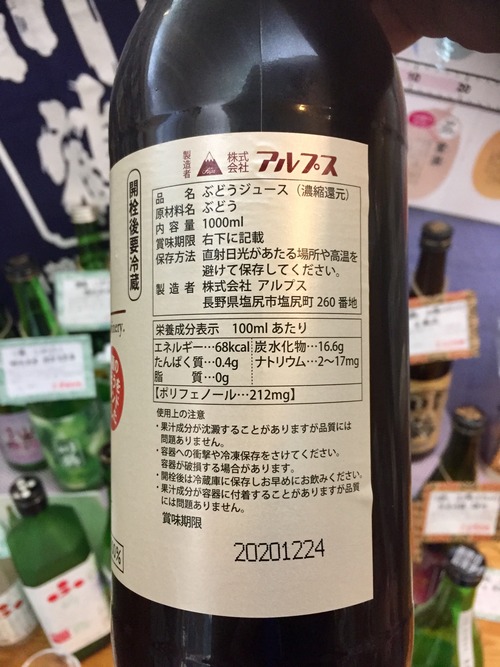 製造者 株式会社 アルプス
開栓後要冷蔵
品名 ぶどうジュース（濃縮還元）
原材料名 ぶどう
内容量 1000ml
賞味期限 右下に記載
保存方法 直射日光があたる場所や高温を
避けて保存してください。
製造者 株式会社 アルプス
長野県塩尻市塩尻町 260 番地
栄養成分表示 100ml あたり
エネルギー…68kcal 炭水化物…16.6g
たんぱく質…0.4g ナトリウム…2〜17mg
脂質…0g
【ポリフェノール…212mg】
使用上の注意
・果汁成分が沈澱することがありますが品質には
問題ありません。
・容器への衝撃や冷凍保存をさけてください。
容器が破損する場合があります。
・開栓後は冷蔵庫に保存しお早めにお飲みください。
・果汁成分が容器に付着することがありますが品質
には問題ありません。
賞味期限
20201224